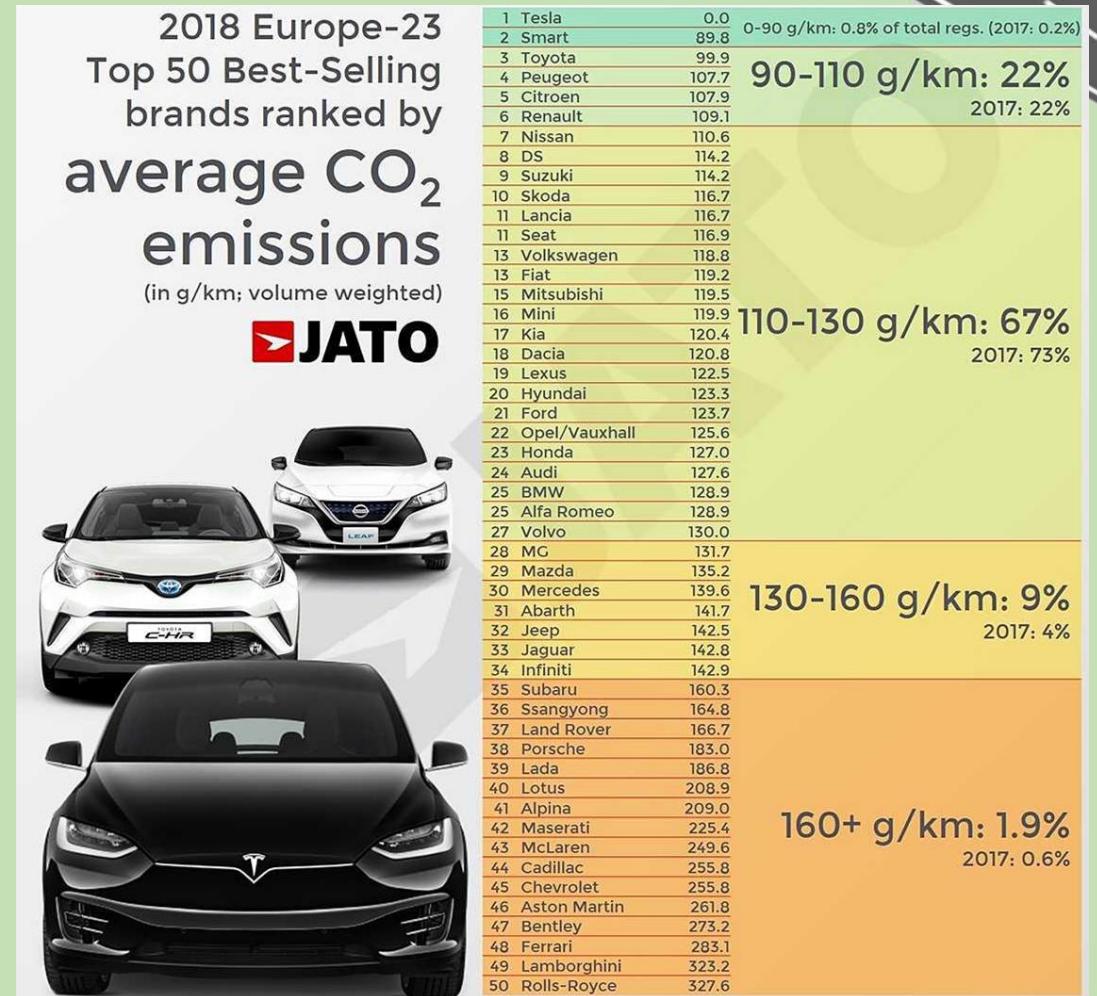 2018 Europe-23
Top 50 Best-Selling
brands ranked by
average CO₂
emissions
(in g/km; volume weighted)
JATO
LEAF
TOYOTA
C-HR
1 Tesla 0.0
2 Smart 89.8
0-90 g/km: 0.8% of total regs. (2017: 0.2%)
3 Toyota 99.9
4 Peugeot 107.7
5 Citroen 107.9
6 Renault 109.1
90-110 g/km: 22%
2017: 22%
7 Nissan 110.6
8 DS 114.2
9 Suzuki 114.2
10 Skoda 116.7
11 Lancia 116.7
11 Seat 116.9
13 Volkswagen 118.8
13 Fiat 119.2
15 Mitsubishi 119.5
16 Mini 119.9
17 Kia 120.4
18 Dacia 120.8
19 Lexus 122.5
20 Hyundai 123.3
21 Ford 123.7
22 Opel/Vauxhall 125.6
23 Honda 127.0
24 Audi 127.6
25 BMW 128.9
25 Alfa Romeo 128.9
27 Volvo 130.0
110-130 g/km: 67%
2017: 73%
28 MG 131.7
29 Mazda 135.2
30 Mercedes 139.6
31 Abarth 141.7
32 Jeep 142.5
33 Jaguar 142.8
34 Infiniti 142.9
130-160 g/km: 9%
2017: 4%
35 Subaru 160.3
36 Ssangyong 164.8
37 Land Rover 166.7
38 Porsche 183.0
39 Lada 186.8
40 Lotus 208.9
41 Alpina 209.0
42 Maserati 225.4
43 McLaren 249.6
44 Cadillac 255.8
45 Chevrolet 255.8
46 Aston Martin 261.8
47 Bentley 273.2
48 Ferrari 283.1
49 Lamborghini 323.2
50 Rolls-Royce 327.6
160+ g/km: 1.9%
2017: 0.6%
JATO